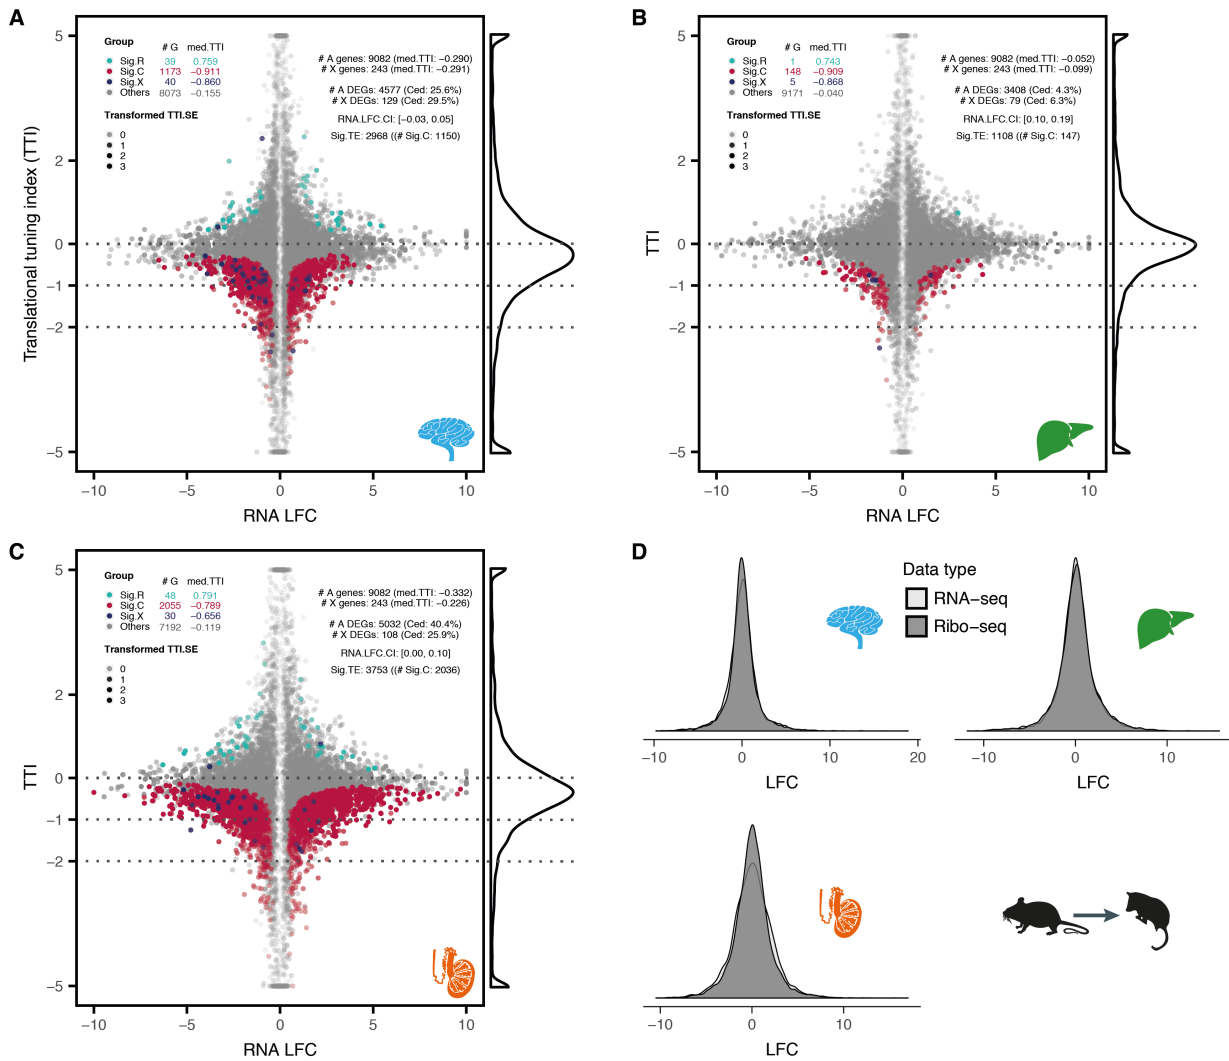 A
Group
# G med.TTI
Sig.R 39 0.759
Sig.C 1173 −0.911
Sig.X 40 −0.860
Others 8073 −0.155
Transformed TTI.SE
0
1
2
3
# A genes: 9082 (med.TTI: −0.290)
# X genes: 243 (med.TTI: −0.291)
# A DEGs: 4577 (Ced: 25.6%)
# X DEGs: 129 (Ced: 29.5%)
RNA.LFC.CI: [−0.03, 0.05]
Sig.TE: 2968 ((# Sig.C: 1150)
Translational tuning index (TTI)
5
2
0
−1
−2
−5
−10 −5 0 5 10
RNA LFC
B
Group
# G med.TTI
Sig.R 1 0.743
Sig.C 148 −0.909
Sig.X 5 −0.868
Others 9171 −0.040
Transformed TTI.SE
0
1
2
3
# A genes: 9082 (med.TTI: −0.052)
# X genes: 243 (med.TTI: −0.099)
# A DEGs: 3408 (Ced: 4.3%)
# X DEGs: 79 (Ced: 6.3%)
RNA.LFC.CI: [0.10, 0.19]
Sig.TE: 1108 ((# Sig.C: 147)
TTI
5
2
0
−1
−2
−5
−10 −5 0 5 10
RNA LFC
C
Group
# G med.TTI
Sig.R 48 0.791
Sig.C 2055 −0.789
Sig.X 30 −0.656
Others 7192 −0.119
Transformed TTI.SE
0
1
2
3
# A genes: 9082 (med.TTI: −0.332)
# X genes: 243 (med.TTI: −0.226)
# A DEGs: 5032 (Ced: 40.4%)
# X DEGs: 108 (Ced: 25.9%)
RNA.LFC.CI: [0.00, 0.10]
Sig.TE: 3753 ((# Sig.C: 2036)
TTI
5
2
0
−1
−2
−5
−10 −5 0 5 10
RNA LFC
D
Data type
RNA−seq
Ribo−seq
−10 0 10 20
LFC
−10 0 10
LFC
−10 0 10
LFC